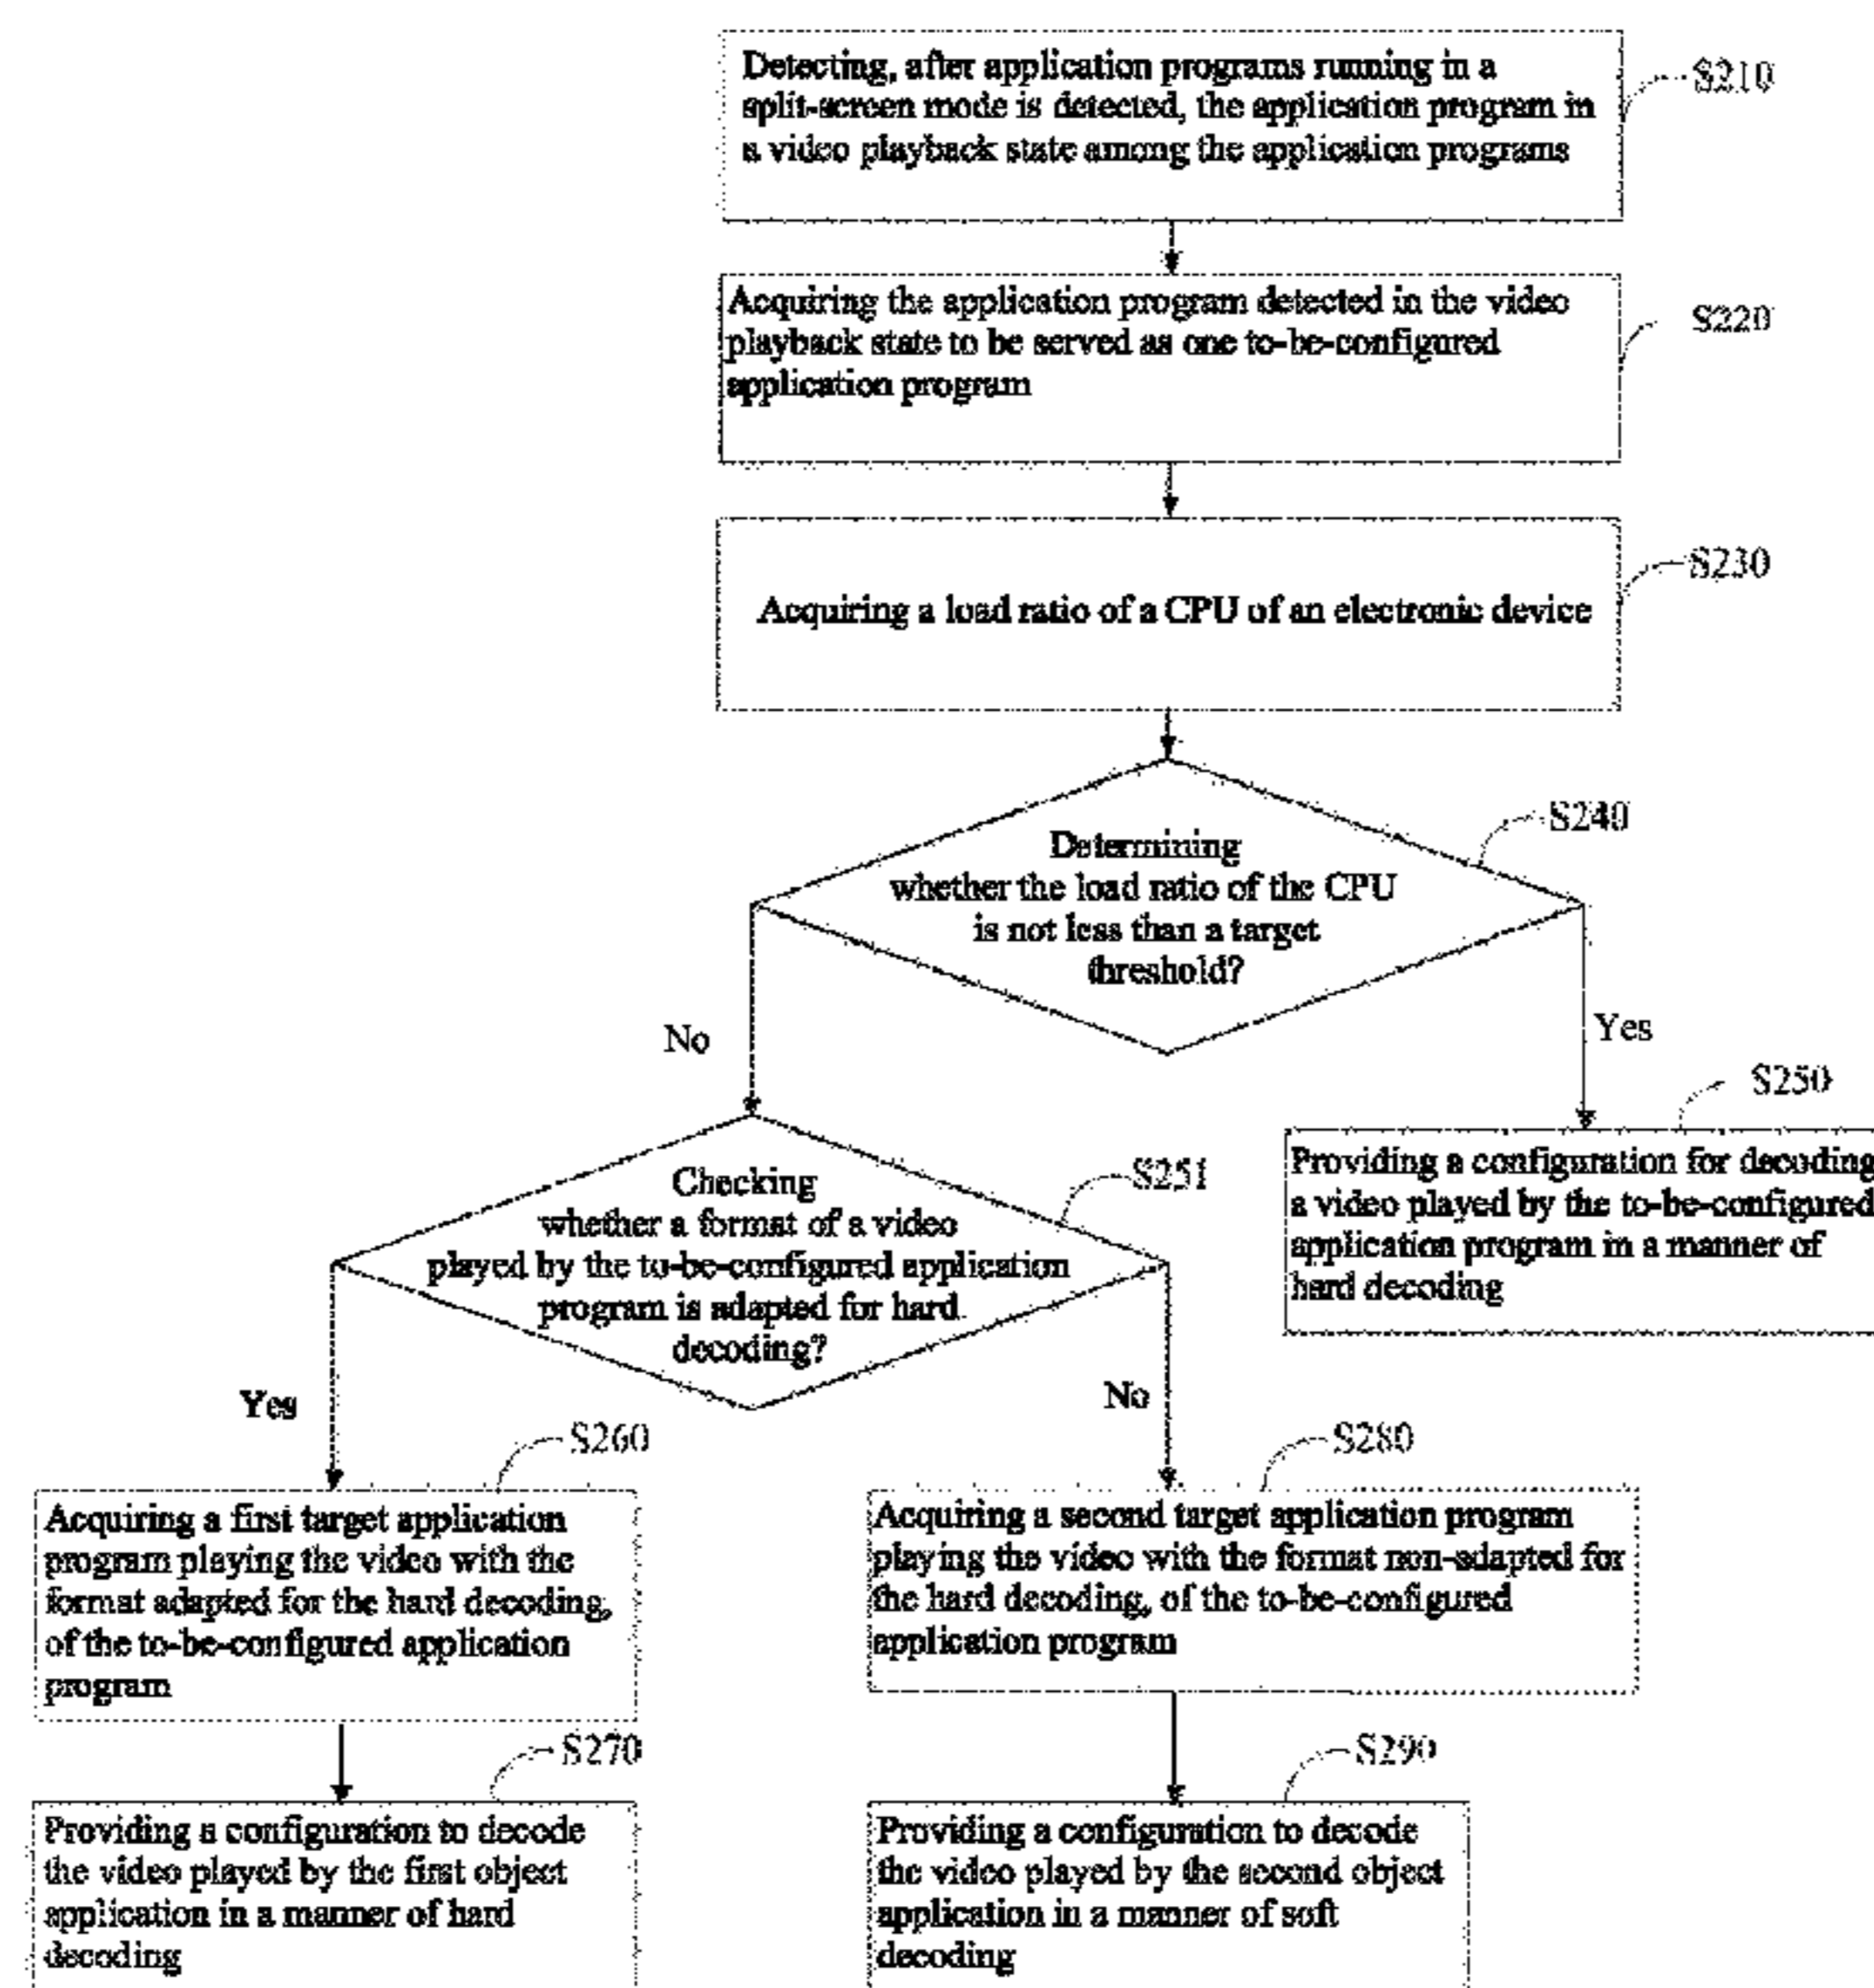 Detecting, after application programs running in a
split-screen mode is detected, the application program in
a video playback state among the application programs
S210
Acquiring the application program detected in the video
playback state to be served as one to-be-configured
application program
S220
Acquiring a load ratio of a CPU of an electronic device
S230
Determining
whether the load ratio of the CPU
is not less than a target
threshold?
S240
No
Yes
S250
Providing a configuration for decoding
a video played by the to-be-configured
application program in a manner of
hard decoding
Checking
whether a format of a video
played by the to-be-configured application
program is adapted for hard
decoding?
S251
Yes
No
S260
Acquiring a first target application
program playing the video with the
format adapted for the hard decoding,
of the to-be-configured application
program
S280
Acquiring a second target application program
playing the video with the format non-adapted for
the hard decoding, of the to-be-configured
application program
S270
Providing a configuration to decode
the video played by the first object
application in a manner of hard
decoding
S290
Providing a configuration to decode
the video played by the second object
application in a manner of soft
decoding